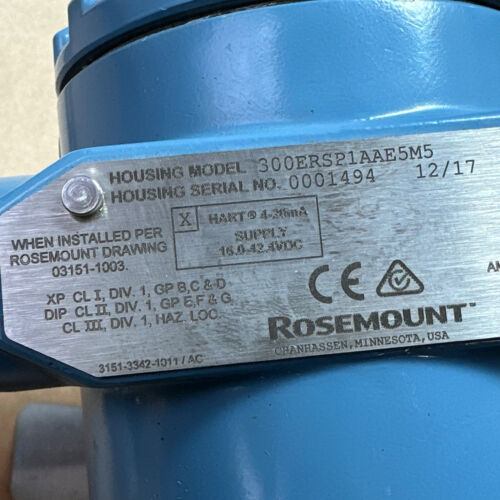 HOUSING MODEL 300ERSP1AAE5M5
HOUSING SERIAL NO. 0001494 12/17
X HART® 4-20mA
SUPPLY
16.0-42.4VDC
WHEN INSTALLED PER
ROSEMOUNT DRAWING
03151-1003.
XP CL I, DIV. 1, GP B,C & D
DIP CL II, DIV. 1, GP E,F & G
CL III, DIV. 1, HAZ. LOC.
CE
ROSEMOUNT™
CHANHASSEN, MINNESOTA, USA
3151-3342-1011 / AC